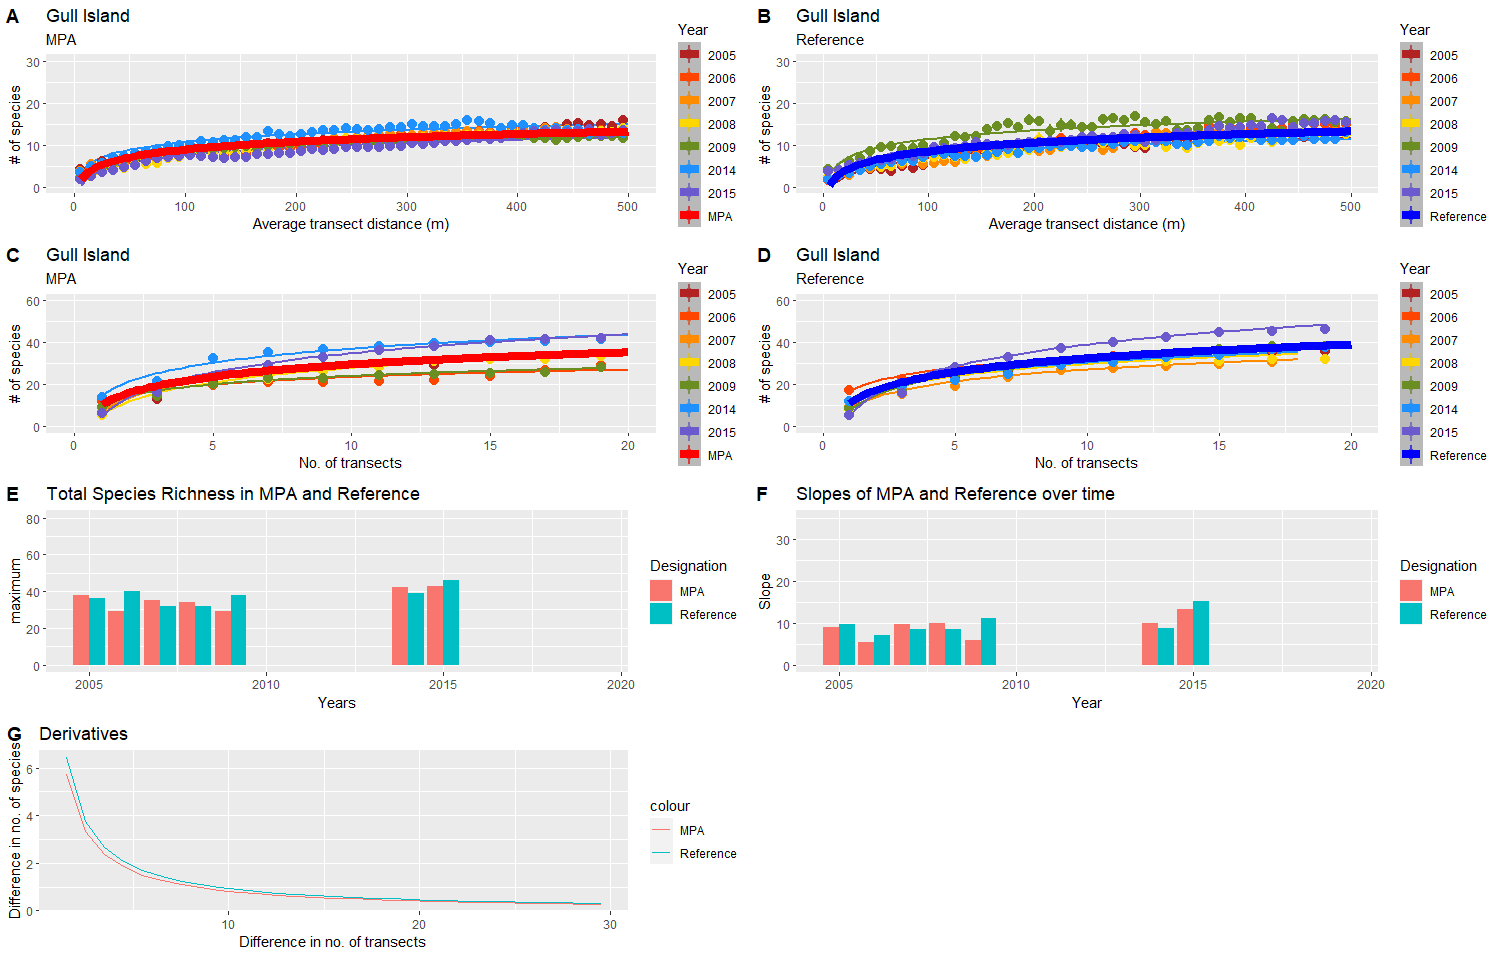 A Gull Island
MPA
# of species
30
20
10
0
0 100 200 300 400 500
Average transect distance (m)
Year
2005
2006
2007
2008
2009
2014
2015
MPA
B Gull Island
Reference
# of species
30
20
10
0
0 100 200 300 400 500
Average transect distance (m)
Year
2005
2006
2007
2008
2009
2014
2015
Reference
C Gull Island
MPA
# of species
60
40
20
0
0 5 10 15 20
No. of transects
Year
2005
2006
2007
2008
2009
2014
2015
MPA
D Gull Island
Reference
# of species
60
40
20
0
0 5 10 15 20
No. of transects
Year
2005
2006
2007
2008
2009
2014
2015
Reference
E Total Species Richness in MPA and Reference
maximum
80
60
40
20
0
2005 2010 2015 2020
Years
Designation
MPA
Reference
F Slopes of MPA and Reference over time
Slope
30
20
10
0
2005 2010 2015 2020
Year
Designation
MPA
Reference
G Derivatives
Difference in no. of species
6
4
2
0
10 20 30
Difference in no. of transects
colour
MPA
Reference